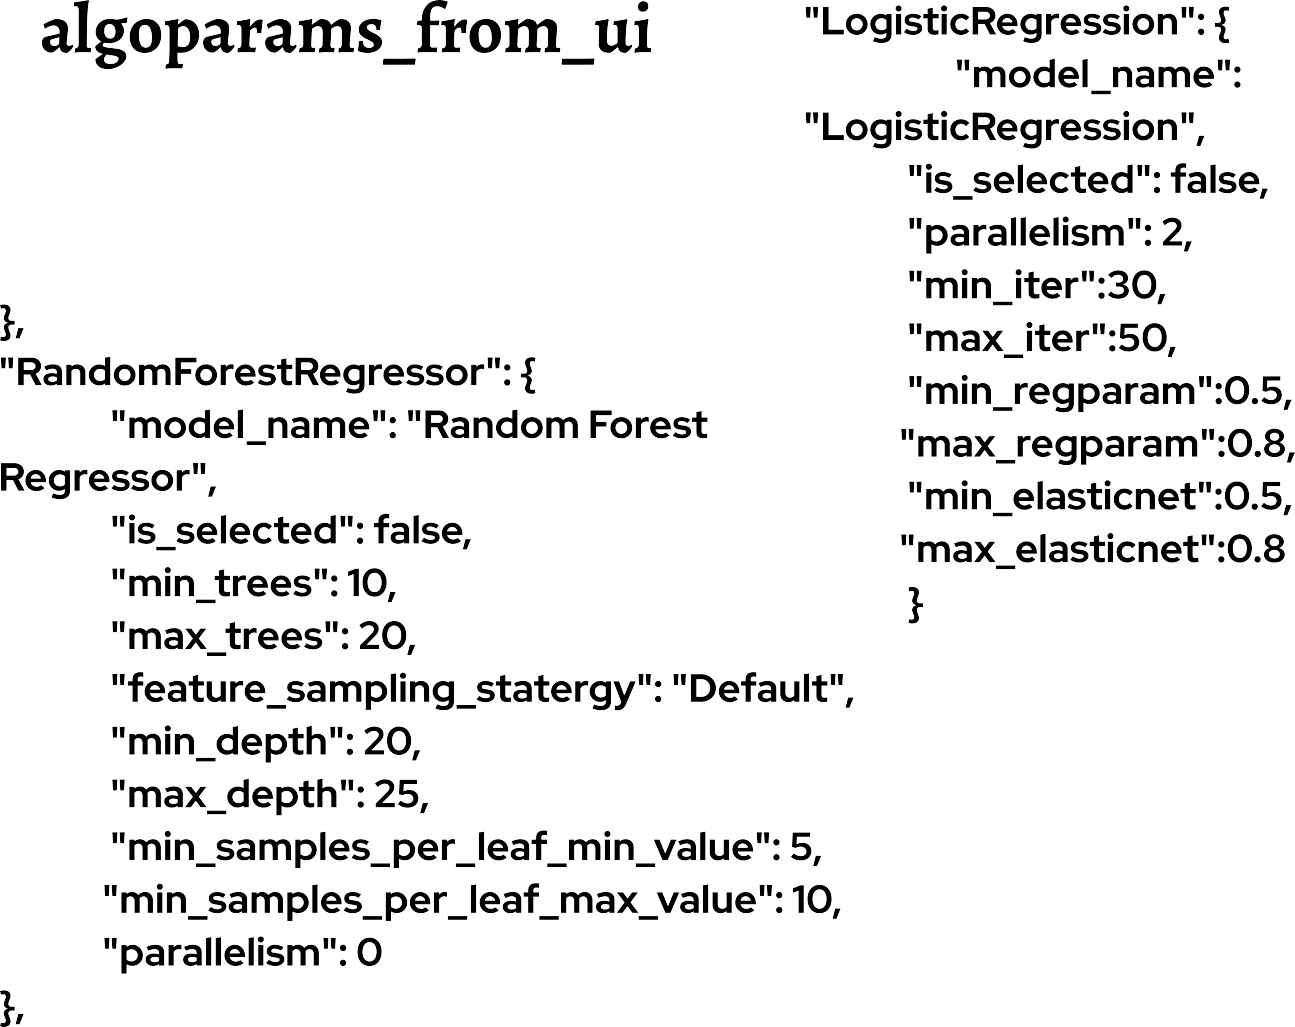 algoparams_from_ui
},
"RandomForestRegressor": {
"model_name": "Random Forest
Regressor",
"is_selected": false,
"min_trees": 10,
"max_trees": 20,
"feature_sampling_statergy": "Default",
"min_depth": 20,
"max_depth": 25,
"min_samples_per_leaf_min_value": 5,
"min_samples_per_leaf_max_value": 10,
"parallelism": 0
},
"LogisticRegression": {
"model_name":
"LogisticRegression",
"is_selected": false,
"parallelism": 2,
"min_iter":30,
"max_iter":50,
"min_regparam":0.5,
"max_regparam":0.8,
"min_elasticnet":0.5,
"max_elasticnet":0.8
}